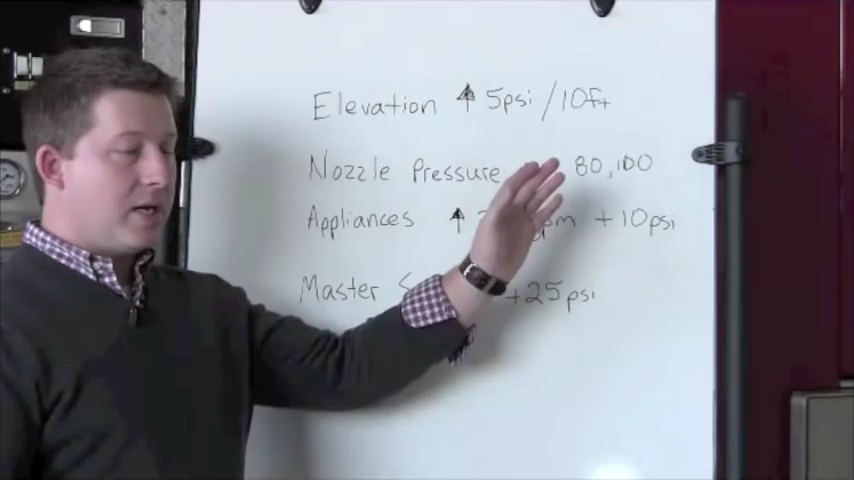 Elevation ↑ 5psi / 10ft
Nozzle Pressure 80,100
Appliances ↑ +10psi
Master +25psi